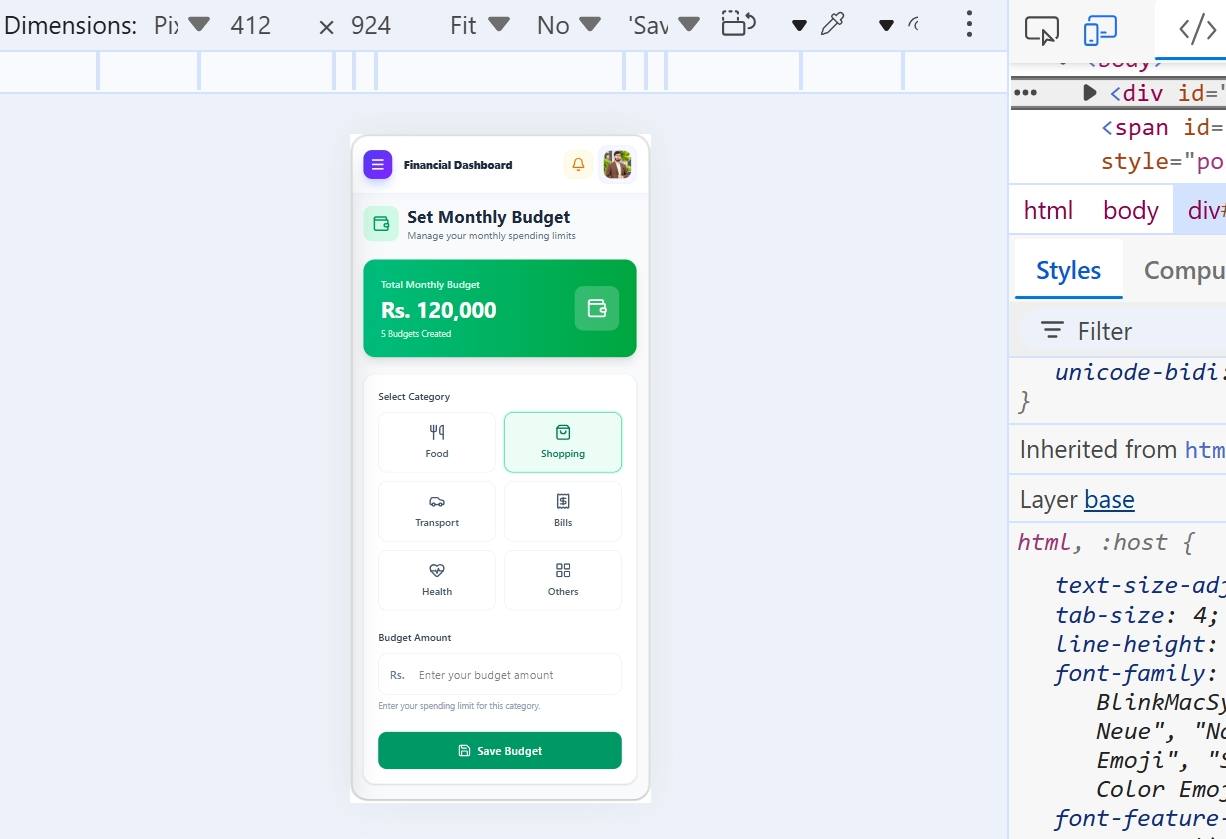 Dimensions: Pix 412 × 924 Fit No 'Sav
Financial Dashboard
Set Monthly Budget
Manage your monthly spending limits
Total Monthly Budget
Rs. 120,000
5 Budgets Created
Select Category
Food
Shopping
Transport
Bills
Health
Others
Budget Amount
Rs. Enter your budget amount
Enter your spending limit for this category.
Save Budget
</>
<body>
••• <div id="
<span id=
style="po
html body div#
Styles Compu
Filter
unicode-bidi:
}
Inherited from htm
Layer base
html, :host {
text-size-adj
tab-size: 4;
line-height:
font-family:
BlinkMacSy
Neue", "No
Emoji", "S
Color Emoj
font-feature-